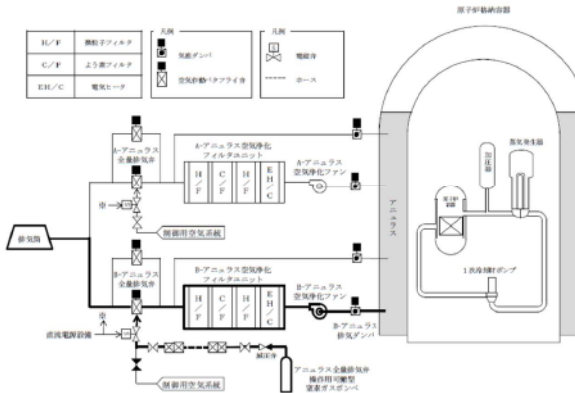 原子炉格納容器
H/F 微粒子フィルタ
C/F よう素フィルタ
EH/C 電気ヒータ
凡例
気動ダンパ
空気作動バタフライ弁
凡例
電磁弁
ホース
A-アニュラス
全量排気弁
A-アニュラス空気浄化
フィルタユニット
H/F
C/F
H/F
EH/C
A-アニュラス
空気浄化ファン
制御用空気系統
排気筒
B-アニュラス
全量排気弁
B-アニュラス空気浄化
フィルタユニット
H/F
C/F
H/F
EH/C
B-アニュラス
空気浄化ファン
B-アニュラス
排気ダンパ
直流電源設備
減圧弁
制御用空気系統
アニュラス全量排気弁
操作用可搬型
窒素ガスボンベ
アニュラス
加圧器
蒸気発生器
原子炉
容器
1次冷却材ポンプ